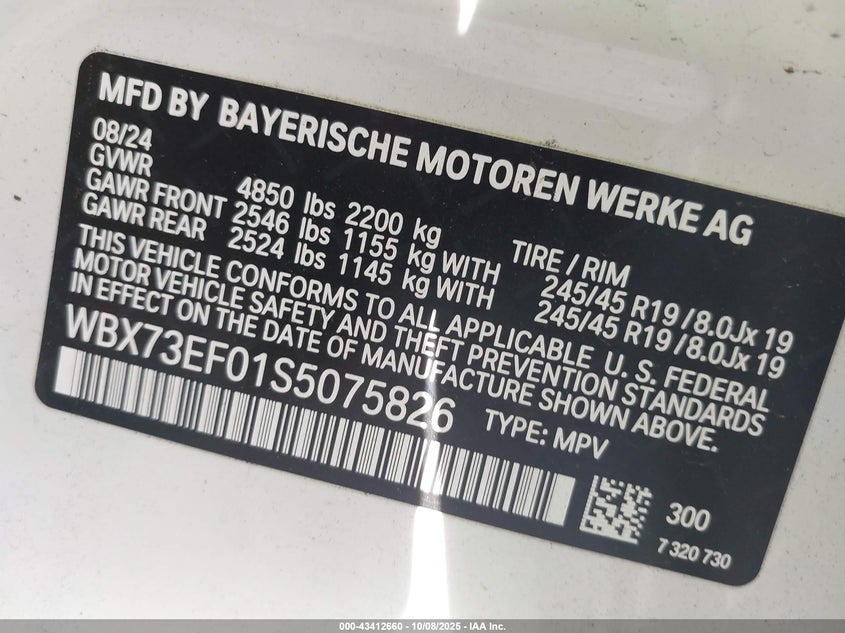 MFD BY BAYERISCHE MOTOREN WERKE AG
08/24
GVWR 4850 lbs 2200 kg TIRE / RIM
GAWR FRONT 2546 lbs 1155 kg WITH 245/45 R19/8.0Jx 19
GAWR REAR 2524 lbs 1145 kg WITH 245/45 R19/8.0Jx 19
THIS VEHICLE CONFORMS TO ALL APPLICABLE U. S. FEDERAL
MOTOR VEHICLE SAFETY AND THEFT PREVENTION STANDARDS
IN EFFECT ON THE DATE OF MANUFACTURE SHOWN ABOVE.
WBX73EF01S5075826 TYPE: MPV
300
7 320 730
000-43412660 - 10/08/2025 - IAA Inc.